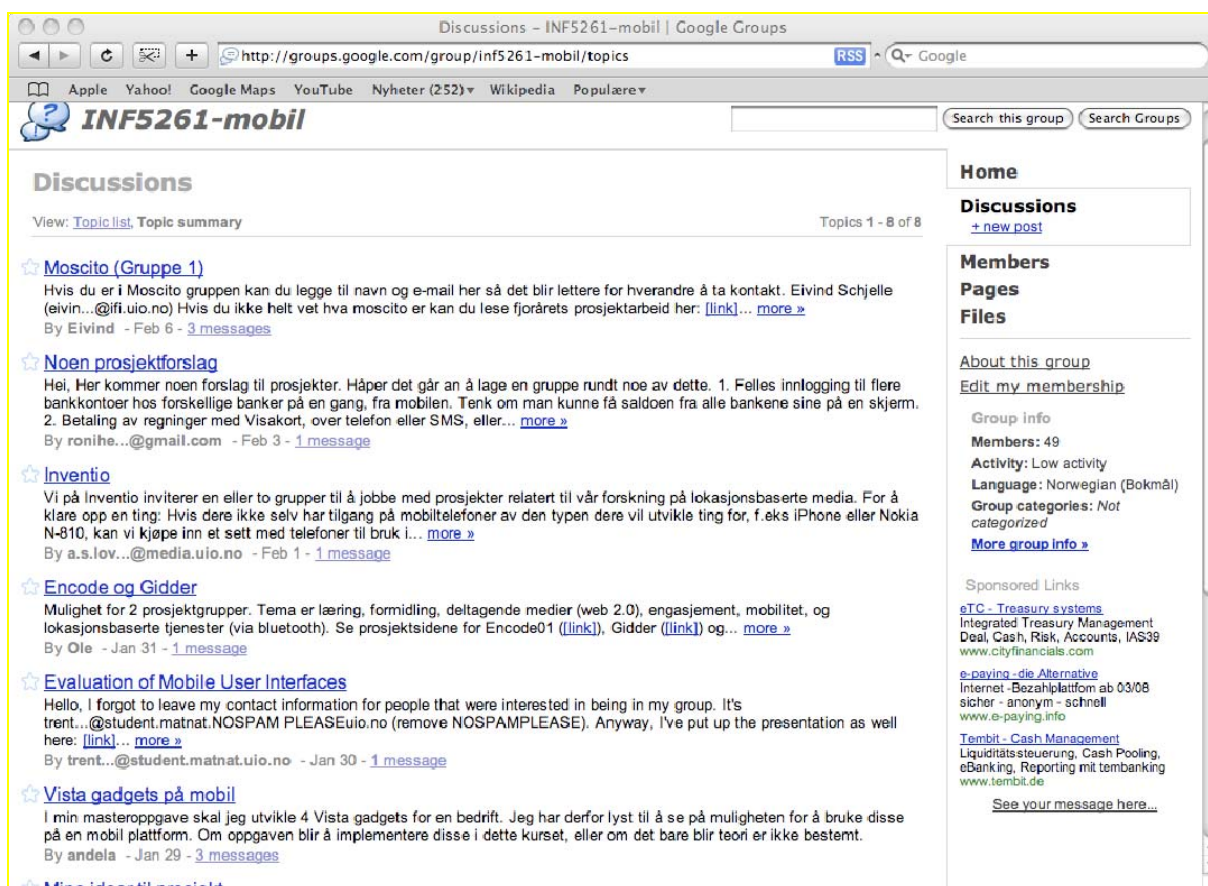 Discussions – INF5261-mobil | Google Groups
http://groups.google.com/group/inf5261-mobil/topics
RSS
Google
Apple Yahoo! Google Maps YouTube Nyheter (252) Wikipedia Populære
INF5261-mobil
Search this group
Search Groups
Discussions
View: Topic list, Topic summary
Topics 1 - 8 of 8
Moscito (Gruppe 1)
Hvis du er i Moscito gruppen kan du legge til navn og e-mail her så det blir lettere for hverandre å ta kontakt. Eivind Schjelle
(eivin...@ifi.uio.no) Hvis du ikke helt vet hva moscito er kan du lese fjorårets prosjektarbeid her: [link]... more »
By Eivind - Feb 6 - 3 messages
Noen prosjektforslag
Hei, Her kommer noen forslag til prosjekter. Håper det går an å lage en gruppe rundt noe av dette. 1. Felles innlogging til flere
bankkontoer hos forskellige banker på en gang, fra mobilen. Tenk om man kunne få saldoen fra alle bankene sine på en skjerm.
2. Betaling av regninger med Visakort, over telefon eller SMS, eller... more »
By ronihe...@gmail.com - Feb 3 - 1 message
Inventio
Vi på Inventio inviterer en eller to grupper til å jobbe med prosjekter relatert til vår forskning på lokasjonsbaserte media. For å
klare opp en ting: Hvis dere ikke selv har tilgang på mobiltelefoner av den typen dere vil utvikle ting for, f.eks iPhone eller Nokia
N-810, kan vi kjøpe inn et sett med telefoner til bruk i... more »
By a.s.lov...@media.uio.no - Feb 1 - 1 message
Encode og Gidder
Mulighet for 2 prosjektgrupper. Tema er læring, formidling, deltagende medier (web 2.0), engasjement, mobilitet, og
lokasjonsbaserte tjenester (via bluetooth). Se prosjektsidene for Encode01 ([link]), Gidder ([link]) og... more »
By Ole - Jan 31 - 1 message
Evaluation of Mobile User Interfaces
Hello, I forgot to leave my contact information for people that were interested in being in my group. It's
trent...@student.matnat.NOSPAM PLEASEuio.no (remove NOSPAMPLEASE). Anyway, I've put up the presentation as well
here: [link]... more »
By trent...@student.matnat.uio.no - Jan 30 - 1 message
Vista gadgets på mobil
I min masteroppgave skal jeg utvikle 4 Vista gadgets for en bedrift. Jeg har derfor lyst til å se på muligheten for å bruke disse
på en mobil plattform. Om oppgaven blir å implementere disse i dette kurset, eller om det bare blir teori er ikke bestemt.
By andela - Jan 29 - 3 messages
Home
Discussions
+ new post
Members
Pages
Files
About this group
Edit my membership
Group info
Members: 49
Activity: Low activity
Language: Norwegian (Bokmål)
Group categories: Not
categorized
More group info »
Sponsored Links
eTC - Treasury systems
Integrated Treasury Management
Deal, Cash, Risk, Accounts, IAS39
www.cityfinancials.com
e-paying -die Alternative
Internet -Bezahlplattfom ab 03/08
sicher - anonym - schnell
www.e-paying.info
Tembit - Cash Management
Liquiditätssteuerung, Cash Pooling,
eBanking, Reporting mit tembanking
www.tembit.de
See your message here...